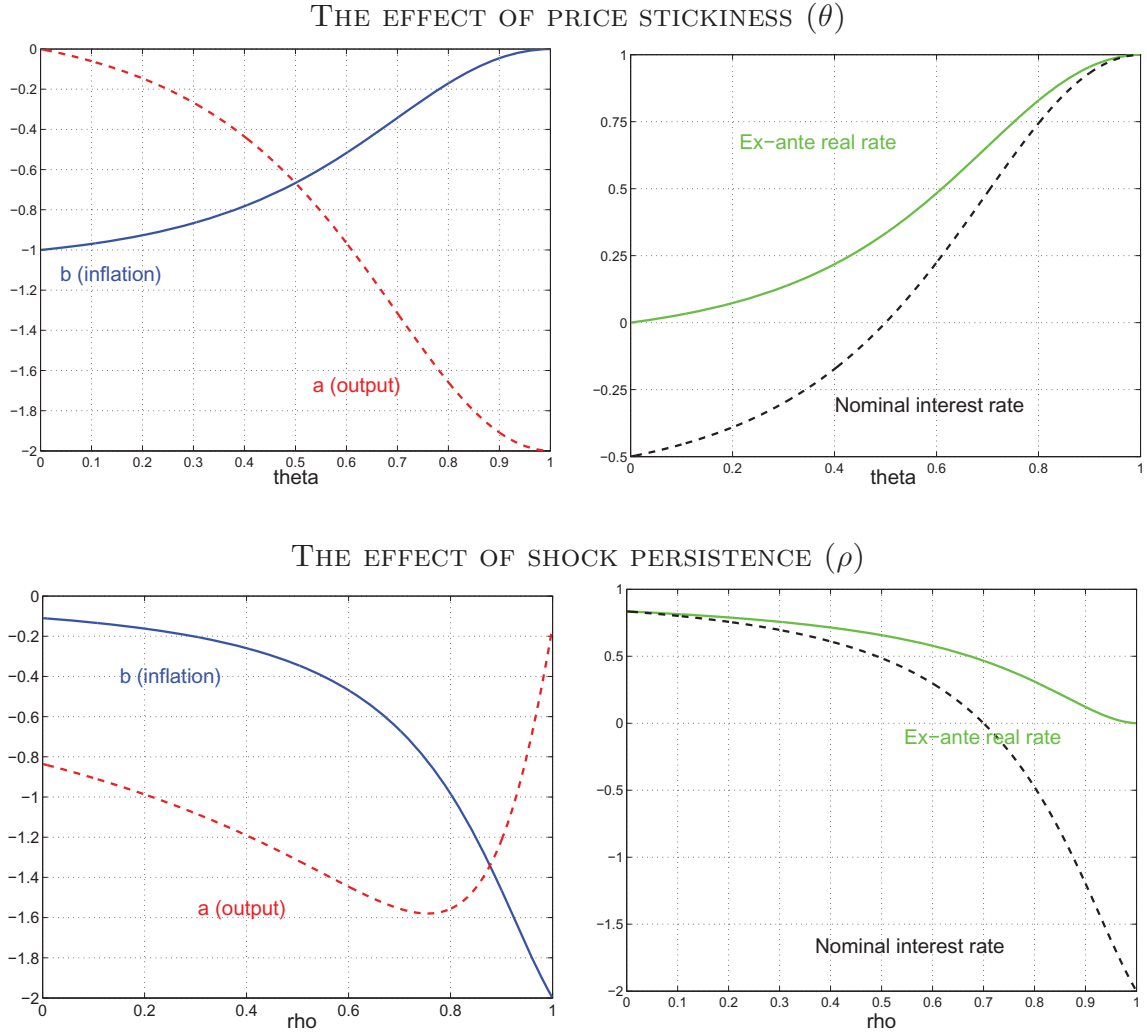 THE EFFECT OF PRICE STICKINESS (θ)
0
−0.2
−0.4
−0.6
−0.8
−1
−1.2
−1.4
−1.6
−1.8
−2
b (inflation)
a (output)
0 0.1 0.2 0.3 0.4 0.5 0.6 0.7 0.8 0.9 1
theta
1
0.75
0.5
0.25
0
−0.25
−0.5
Ex−ante real rate
Nominal interest rate
0 0.2 0.4 0.6 0.8 1
theta
THE EFFECT OF SHOCK PERSISTENCE (ρ)
0
−0.2
−0.4
−0.6
−0.8
−1
−1.2
−1.4
−1.6
−1.8
−2
b (inflation)
a (output)
0 0.2 0.4 0.6 0.8 1
rho
1
0.5
0
−0.5
−1
−1.5
−2
Ex−ante real rate
Nominal interest rate
0 0.1 0.2 0.3 0.4 0.5 0.6 0.7 0.8 0.9 1
rho